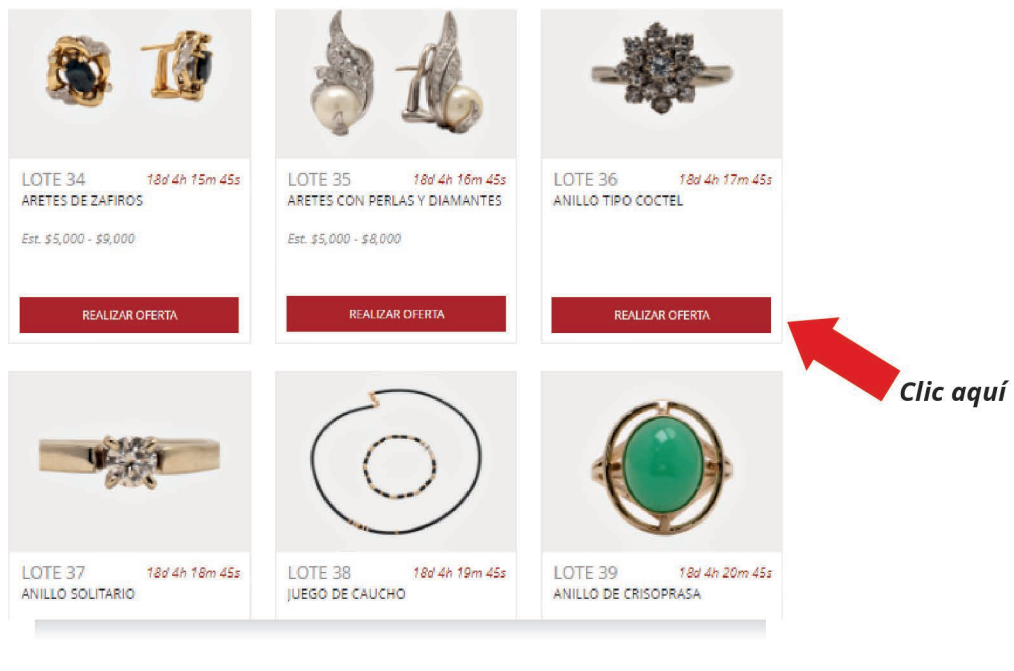 LOTE 34 18d 4h 15m 45s
ARETES DE ZAFIROS
Est. $5,000 - $9,000
REALIZAR OFERTA
LOTE 35 18d 4h 16m 45s
ARETES CON PERLAS Y DIAMANTES
Est. $5,000 - $8,000
REALIZAR OFERTA
LOTE 36 18d 4h 17m 45s
ANILLO TIPO COCTEL
REALIZAR OFERTA
Clic aquí
LOTE 37 18d 4h 18m 45s
ANILLO SOLITARIO
LOTE 38 18d 4h 19m 45s
JUEGO DE CAUCHO
LOTE 39 18d 4h 20m 45s
ANILLO DE CRISOPRASA